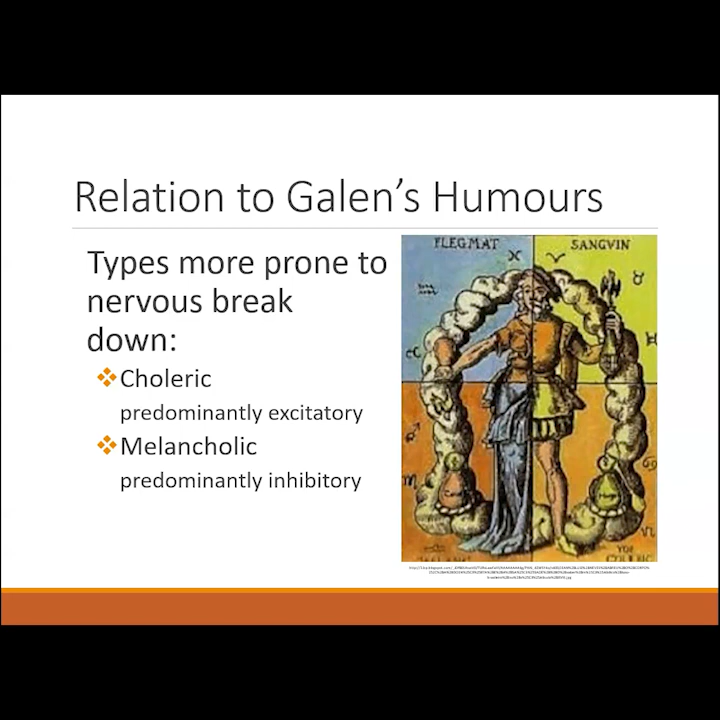 Relation to Galen’s Humours
Types more prone to
nervous break
down:
Choleric
predominantly excitatory
Melancholic
predominantly inhibitory
FLEGMAT
SANGVIN